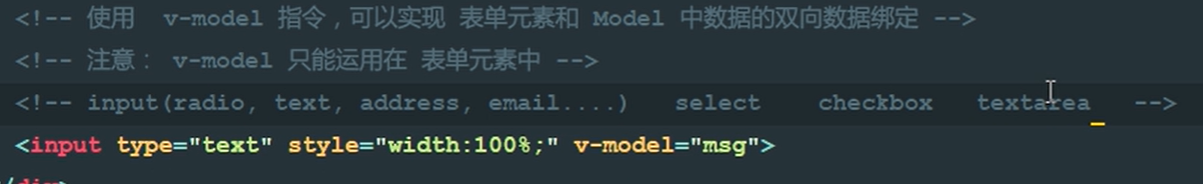 <!-- 使用  v-model 指令，可以实现 表单元素和 Model 中数据的双向数据绑定 -->
<!-- 注意： v-model 只能运用在 表单元素中 -->
<!-- input(radio, text, address, email....)   select    checkbox   textarea   -->
<input type="text" style="width:100%;" v-model="msg">
</div>